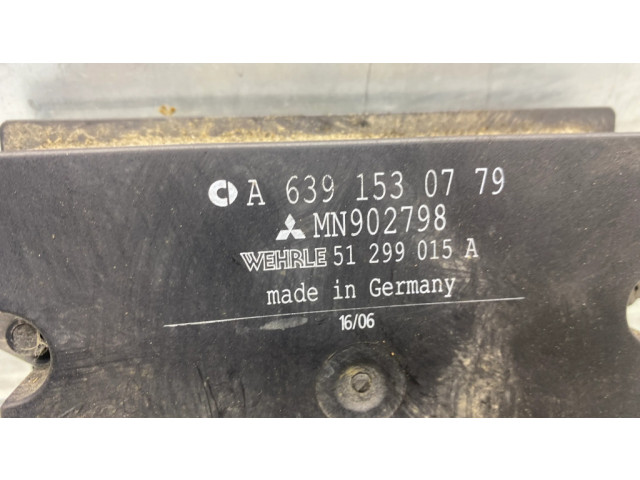 A 639 153 07 79
MN902798
WEHRLE 51 299 015 A
made in Germany
16/06